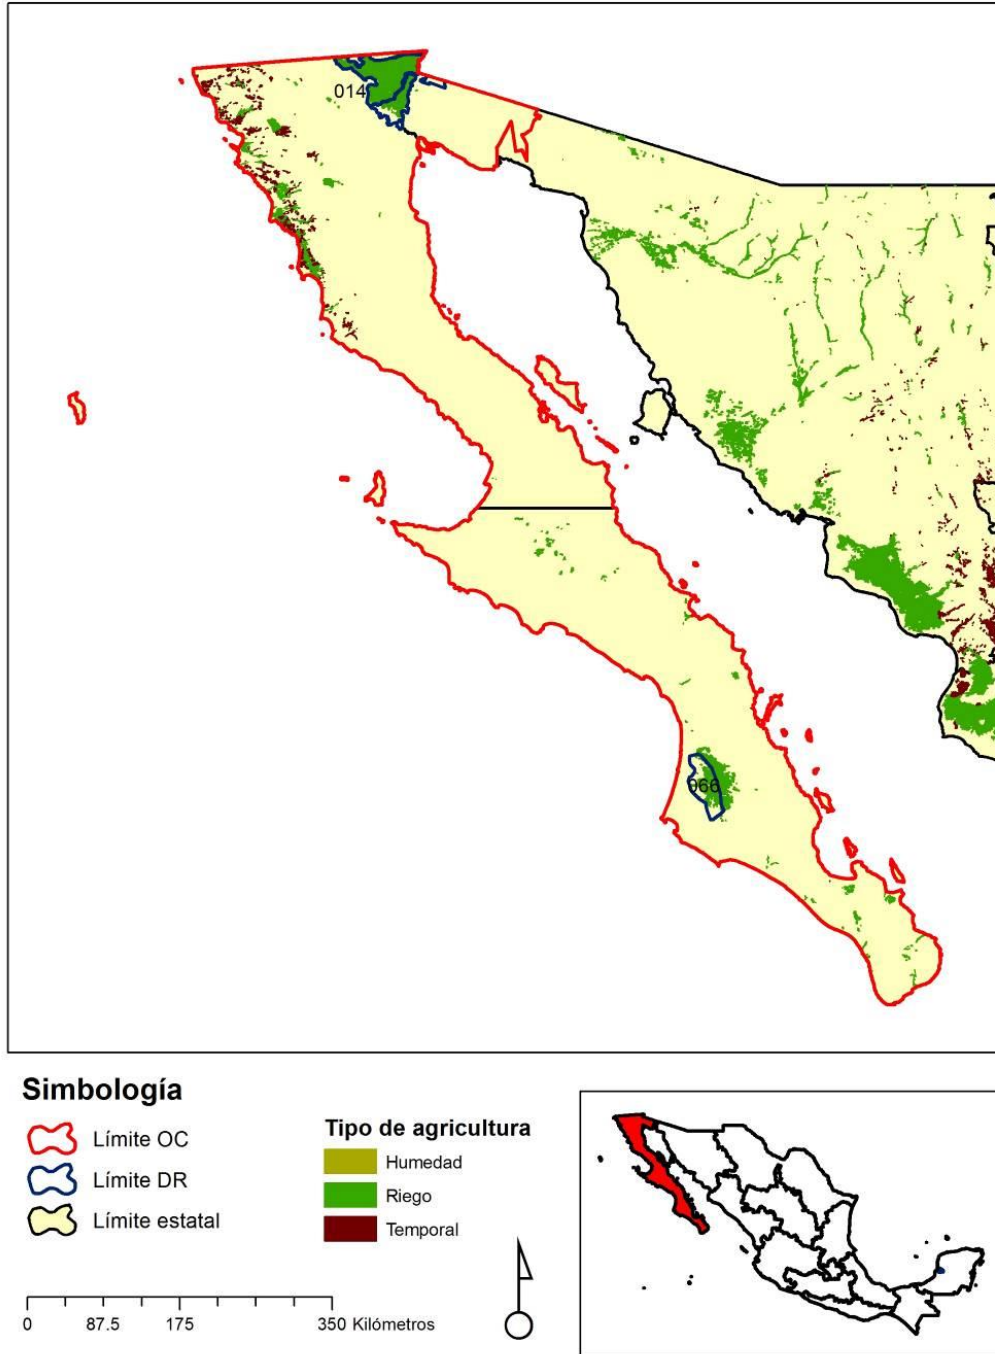 014
066
Simbología
Límite OC
Límite DR
Límite estatal
Tipo de agricultura
Humedad
Riego
Temporal
0 87.5 175 350 Kilómetros